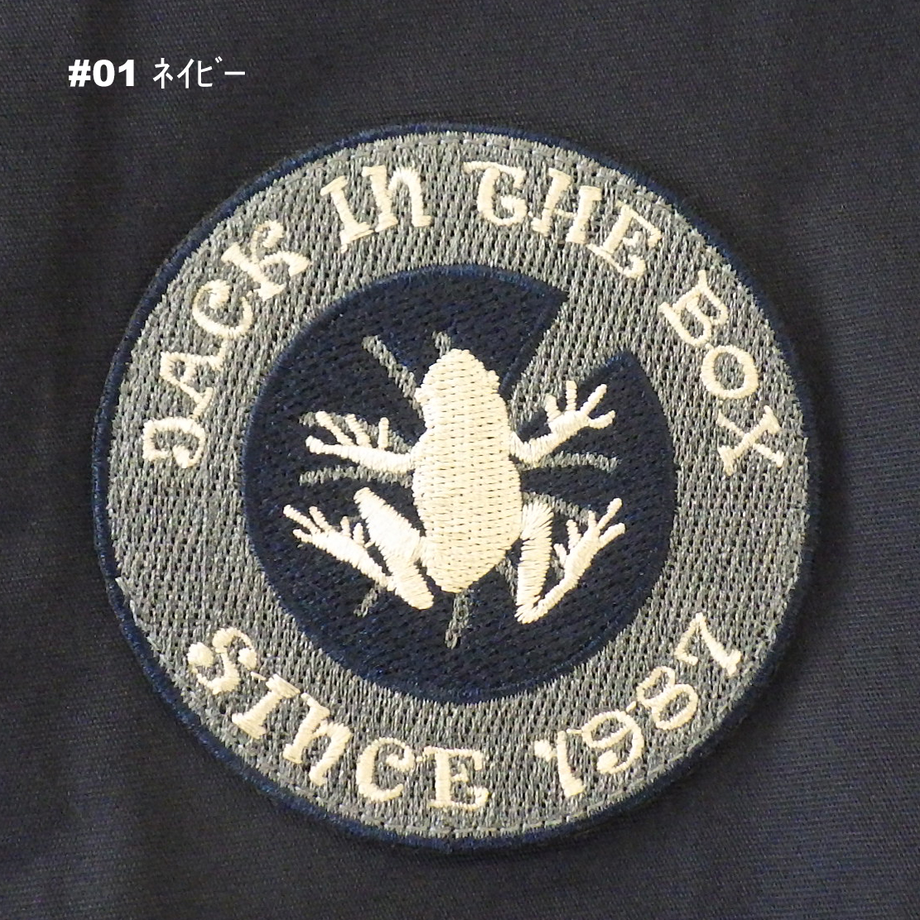 #01 ﾈｲﾋﾞｰ
JACK In THE BOX
SInCE 1987